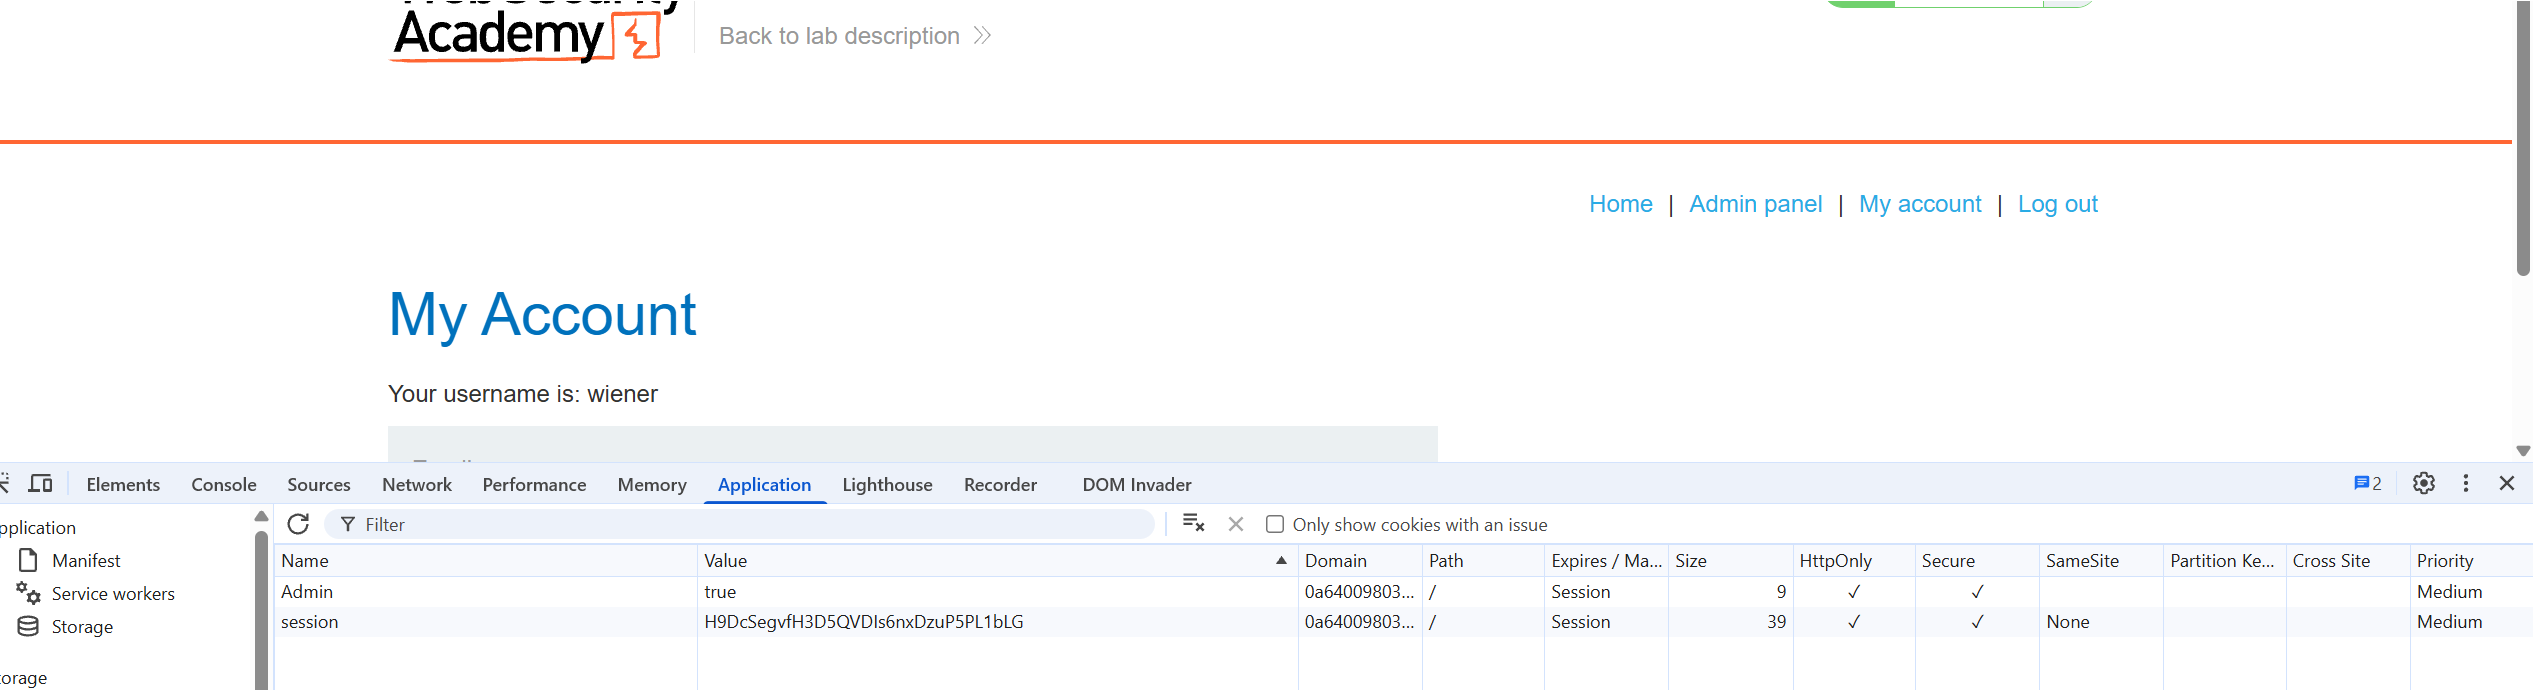 Academy
Back to lab description
Home | Admin panel | My account | Log out
My Account
Your username is: wiener
Elements Console Sources Network Performance Memory Application Lighthouse Recorder DOM Invader 2
pplication
Filter
Only show cookies with an issue
Manifest
Service workers
Storage
orage
Name Value Domain Path Expires / Ma... Size HttpOnly Secure SameSite Partition Ke... Cross Site Priority
Admin true 0a64009803... / Session 9 ✓ ✓ Medium
session H9DcSegvfH3D5QVDIs6nxDzuP5PL1bLG 0a64009803... / Session 39 ✓ ✓ None Medium